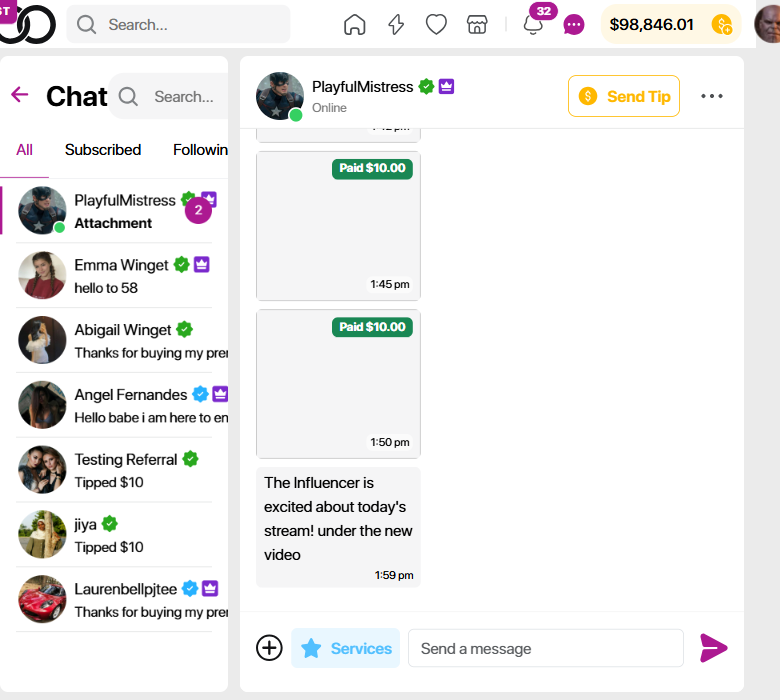 ST
Search...
32
$98,846.01
Chat
Search...
All
Subscribed
Followin
PlayfulMistress
2
Attachment
Emma Winget
hello to 58
Abigail Winget
Thanks for buying my prer
Angel Fernandes
Hello babe i am here to en
Testing Referral
Tipped $10
jiya
Tipped $10
Laurenbellpjtee
Thanks for buying my prer
PlayfulMistress
Online
$ Send Tip
1:42 pm
Paid $10.00
1:45 pm
Paid $10.00
1:50 pm
The Influencer is
excited about today's
stream! under the new
video
1:59 pm
Services
Send a message